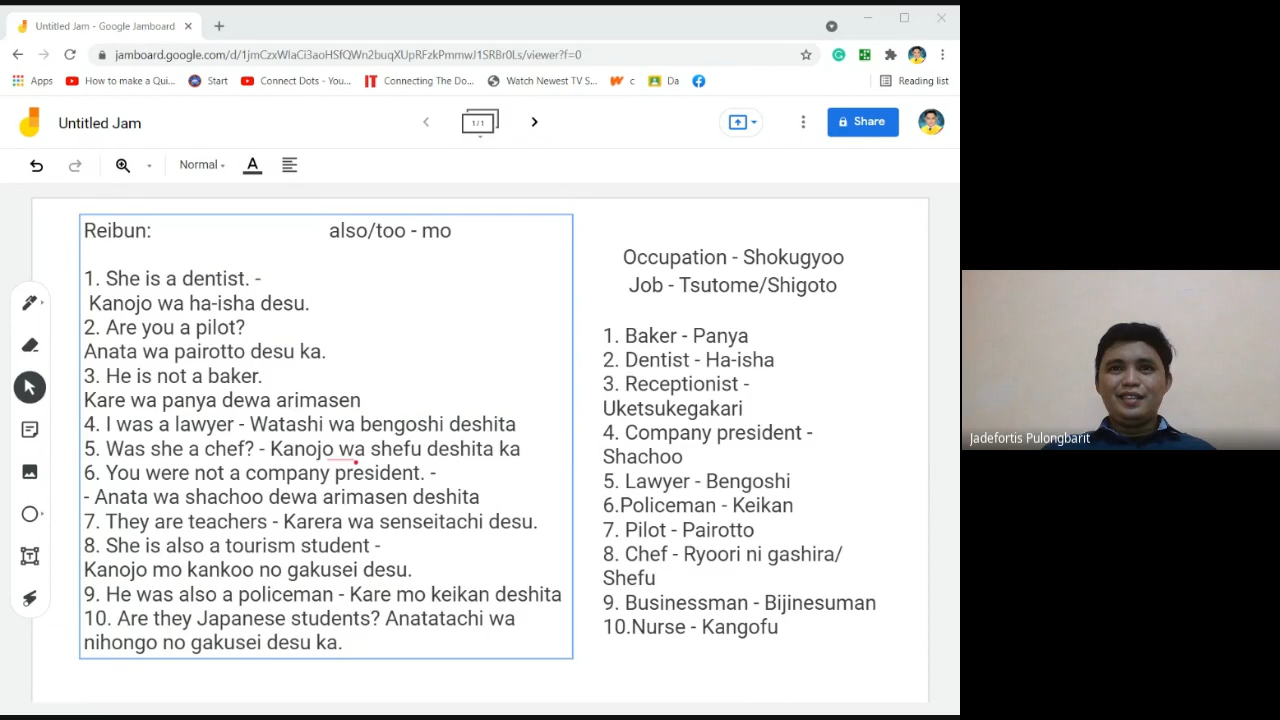 Untitled Jam - Google Jamboard
jamboard.google.com/d/1jmCzxWlaCi3aoHSfQWn2buqXUpRFzkPmmwJ1SRBr0Ls/viewer?f=0
Apps How to make a Qui... Start Connect Dots - You... Connecting The Do... Watch Newest TV S... c Da Reading list
Untitled Jam
1/1
Share
Normal
Reibun: also/too - mo
1. She is a dentist. -
Kanojo wa ha-isha desu.
2. Are you a pilot?
Anata wa pairotto desu ka.
3. He is not a baker.
Kare wa panya dewa arimasen
4. I was a lawyer - Watashi wa bengoshi deshita
5. Was she a chef? - Kanojo wa shefu deshita ka
6. You were not a company president. -
- Anata wa shachoo dewa arimasen deshita
7. They are teachers - Karera wa senseitachi desu.
8. She is also a tourism student -
Kanojo mo kankoo no gakusei desu.
9. He was also a policeman - Kare mo keikan deshita
10. Are they Japanese students? Anatatachi wa
nihongo no gakusei desu ka.
Occupation - Shokugyoo
Job - Tsutome/Shigoto
1. Baker - Panya
2. Dentist - Ha-isha
3. Receptionist -
Uketsukegakari
4. Company president -
Shachoo
5. Lawyer - Bengoshi
6.Policeman - Keikan
7. Pilot - Pairotto
8. Chef - Ryoori ni gashira/
Shefu
9. Businessman - Bijinesuman
10.Nurse - Kangofu
Jadefortis Pulongbarit